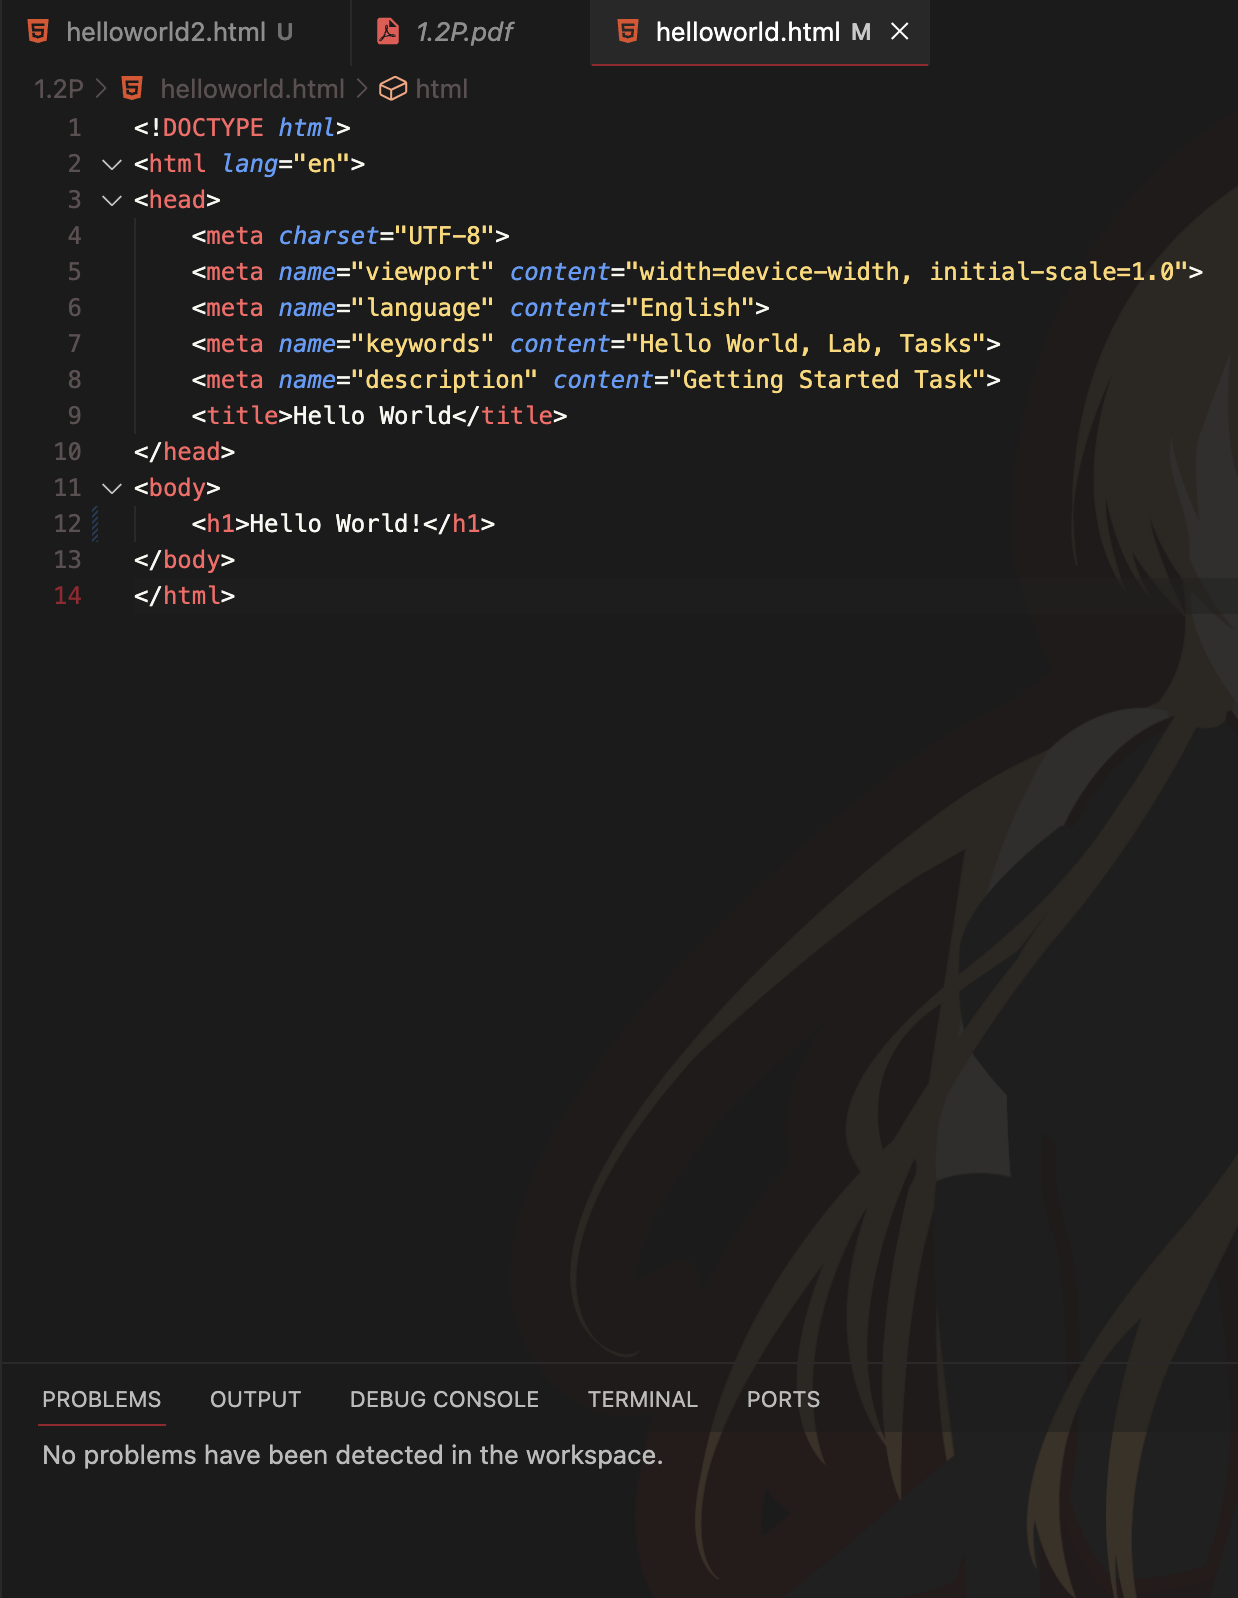 helloworld2.html U
1.2P.pdf
helloworld.html M
1.2P > helloworld.html > html
1 <!DOCTYPE html>
2 <html lang="en">
3 <head>
4     <meta charset="UTF-8">
5     <meta name="viewport" content="width=device-width, initial-scale=1.0">
6     <meta name="language" content="English">
7     <meta name="keywords" content="Hello World, Lab, Tasks">
8     <meta name="description" content="Getting Started Task">
9     <title>Hello World</title>
10 </head>
11 <body>
12     <h1>Hello World!</h1>
13 </body>
14 </html>
PROBLEMS OUTPUT DEBUG CONSOLE TERMINAL PORTS
No problems have been detected in the workspace.